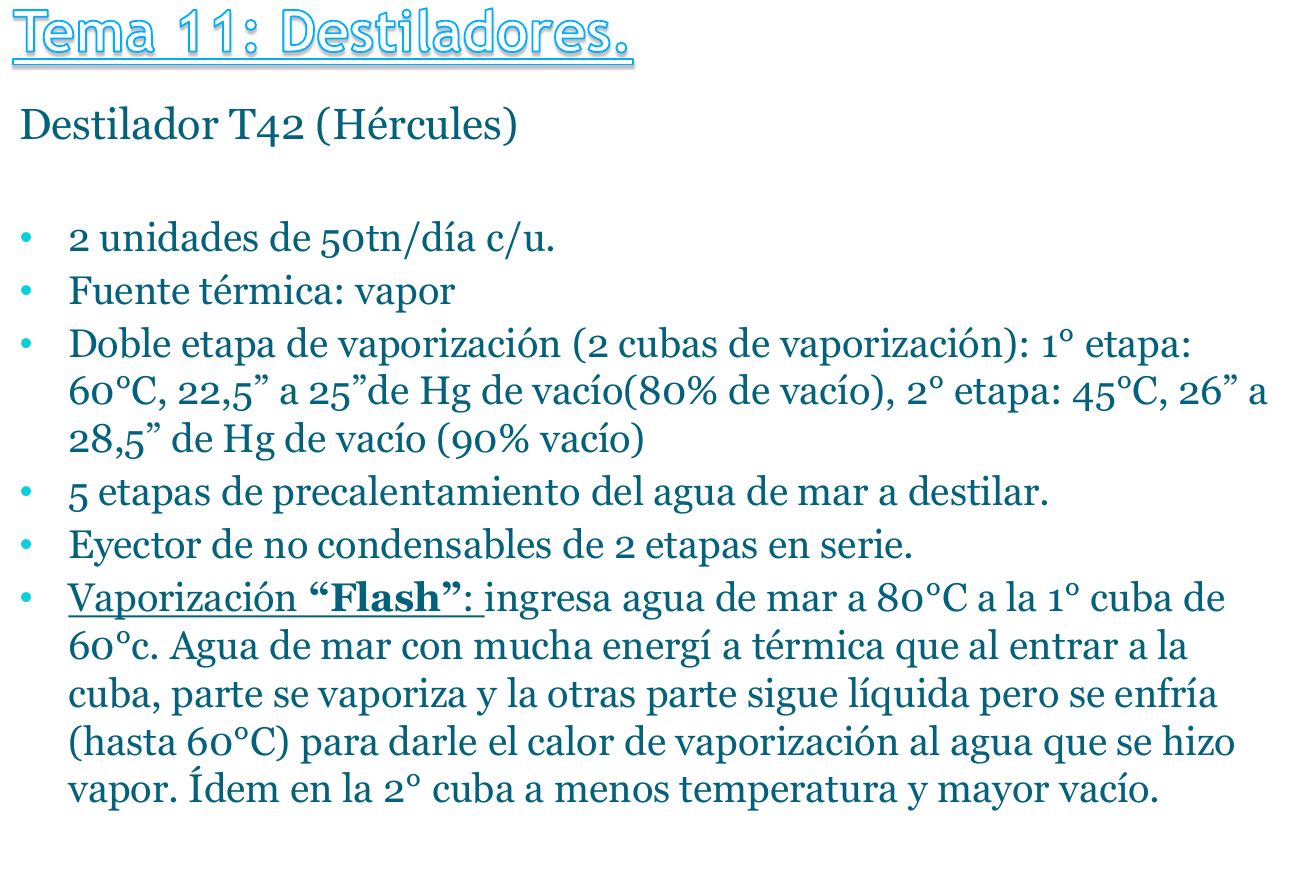 Tema 11: Destiladores.
Destilador T42 (Hércules)
• 2 unidades de 50tn/día c/u.
• Fuente térmica: vapor
• Doble etapa de vaporización (2 cubas de vaporización): 1° etapa:
60°C, 22,5” a 25”de Hg de vacío(80% de vacío), 2° etapa: 45°C, 26” a
28,5” de Hg de vacío (90% vacío)
• 5 etapas de precalentamiento del agua de mar a destilar.
• Eyector de no condensables de 2 etapas en serie.
• Vaporización “Flash”: ingresa agua de mar a 80°C a la 1° cuba de
60°c. Agua de mar con mucha energí a térmica que al entrar a la
cuba, parte se vaporiza y la otras parte sigue líquida pero se enfría
(hasta 60°C) para darle el calor de vaporización al agua que se hizo
vapor. Ídem en la 2° cuba a menos temperatura y mayor vacío.